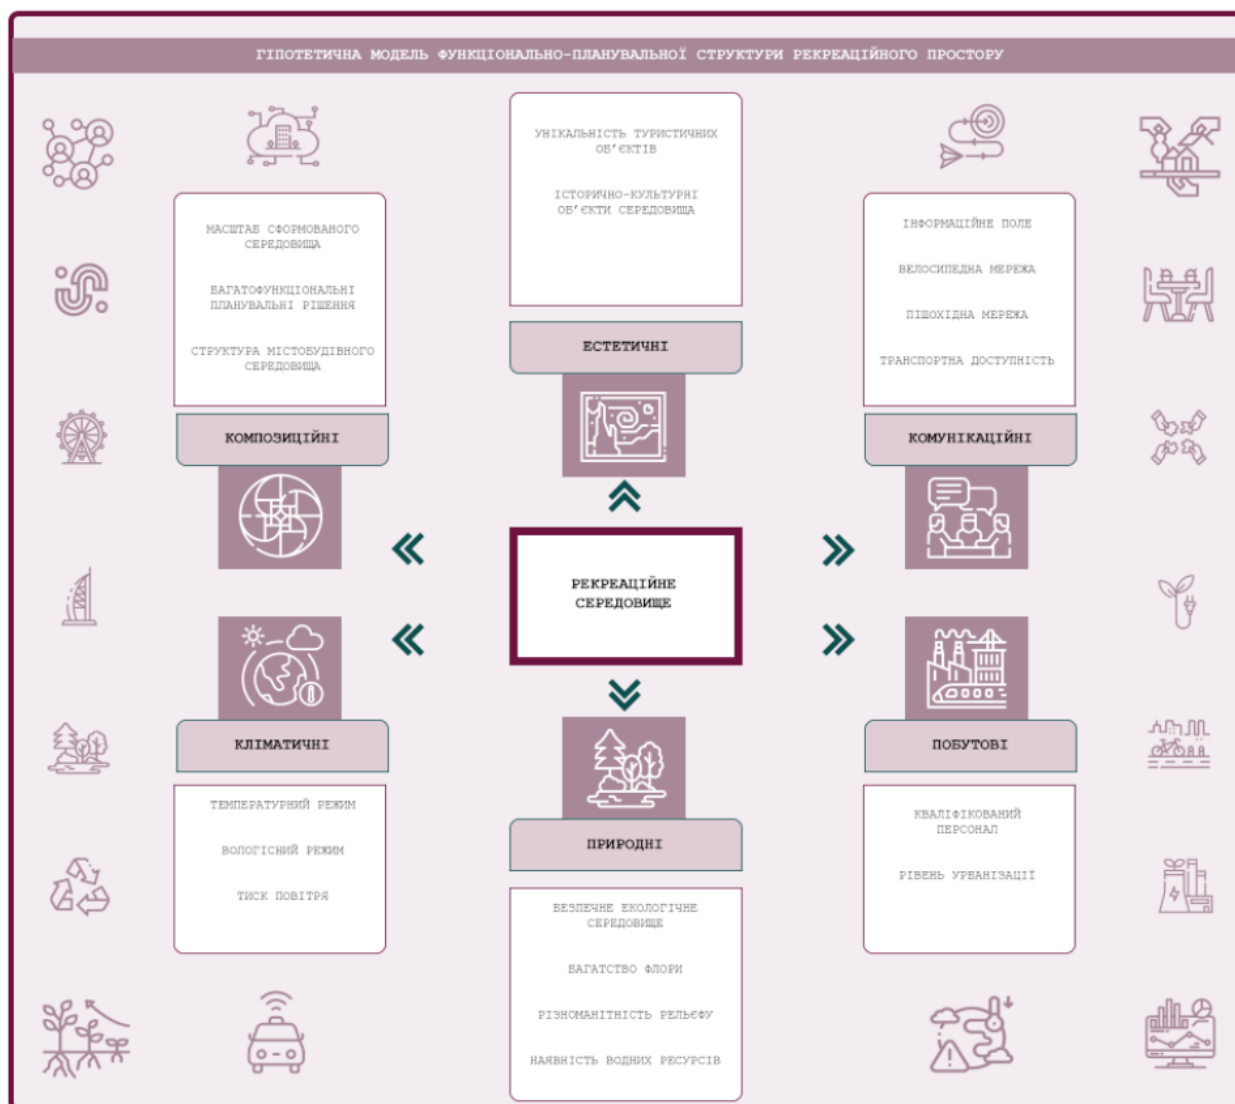 ГІПОТЕТИЧНА МОДЕЛЬ ФУНКЦІОНАЛЬНО-ПЛАНУВАЛЬНОЇ СТРУКТУРИ РЕКРЕАЦІЙНОГО ПРОСТОРУ
УНІКАЛЬНІСТЬ ТУРИСТИЧНИХ
ОБ'ЄКТІВ
ІСТОРИЧНО-КУЛЬТУРНІ
ОБ'ЄКТИ СЕРЕДОВИЩА
ЕСТЕТИЧНІ
МАСШТАБ СФОРМОВАНОГО
СЕРЕДОВИЩА
БАГАТОФУНКЦІОНАЛЬНІ
ПЛАНУВАЛЬНІ РІШЕННЯ
СТРУКТУРА МІСТОБУДІВНОГО
СЕРЕДОВИЩА
КОМПОЗИЦІЙНІ
ІНФОРМАЦІЙНЕ ПОЛЕ
ВЕЛОСИПЕДНА МЕРЕЖА
ПІШОХІДНА МЕРЕЖА
ТРАНСПОРТНА ДОСТУПНІСТЬ
КОМУНІКАЦІЙНІ
РЕКРЕАЦІЙНЕ
СЕРЕДОВИЩЕ
КЛІМАТИЧНІ
ТЕМПЕРАТУРНИЙ РЕЖИМ
ВОЛОГІСНИЙ РЕЖИМ
ТИСК ПОВІТРЯ
ПРИРОДНІ
БЕЗПЕЧНЕ ЕКОЛОГІЧНЕ
СЕРЕДОВИЩЕ
БАГАТСТВО ФЛОРИ
РІЗНОМАНІТНІСТЬ РЕЛЬЄФУ
НАЯВНІСТЬ ВОДНИХ РЕСУРСІВ
ПОБУТОВІ
КВАЛІФІКОВАНИЙ
ПЕРСОНАЛ
РІВЕНЬ УРБАНІЗАЦІЇ